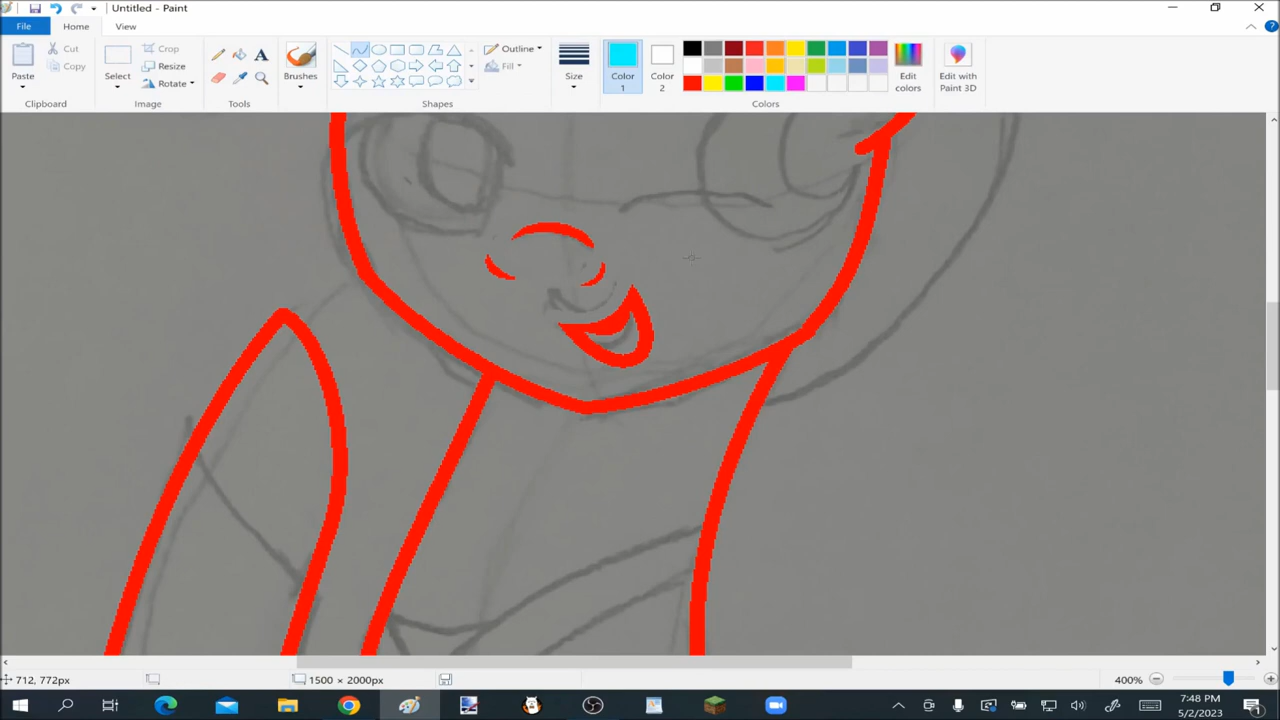 Untitled - Paint
File
Home
View
Paste
Cut
Copy
Clipboard
Select
Crop
Resize
Rotate
Image
Tools
Brushes
Outline
Fill
Shapes
Size
Color
1
Color
2
Edit
colors
Colors
Edit with
Paint 3D
712, 772px
1500 × 2000px
400%
7:48 PM
5/2/2023